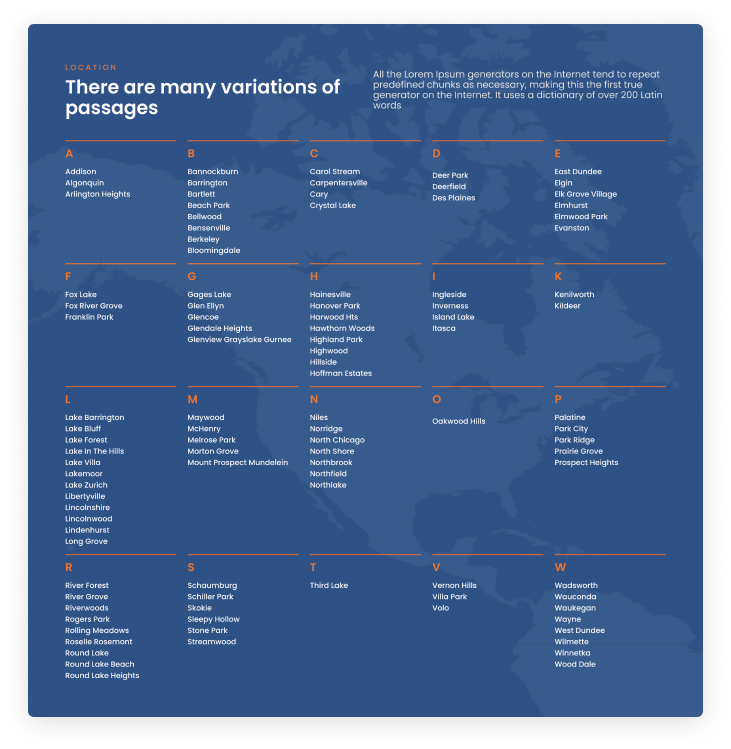 LOCATION
There are many variations of
passages
All the Lorem Ipsum generators on the Internet tend to repeat
predefined chunks as necessary, making this the first true
generator on the Internet. It uses a dictionary of over 200 Latin
words
A
Addison
Algonquin
Arlington Heights
B
Bannockburn
Barrington
Bartlett
Beach Park
Bellwood
Bensenville
Berkeley
Bloomingdale
C
Carol Stream
Carpentersville
Cary
Crystal Lake
D
Deer Park
Deerfield
Des Plaines
E
East Dundee
Elgin
Elk Grove Village
Elmhurst
Elmwood Park
Evanston
F
Fox Lake
Fox River Grove
Franklin Park
G
Gages Lake
Glen Ellyn
Glencoe
Glendale Heights
Glenview Grayslake Gurnee
H
Hainesville
Hanover Park
Harwood Hts
Hawthorn Woods
Highland Park
Highwood
Hillside
Hoffman Estates
I
Ingleside
Inverness
Island Lake
Itasca
K
Kenilworth
Kildeer
L
Lake Barrington
Lake Bluff
Lake Forest
Lake In The Hills
Lake Villa
Lakemoor
Lake Zurich
Libertyville
Lincolnshire
Lincolnwood
Lindenhurst
Long Grove
M
Maywood
McHenry
Melrose Park
Morton Grove
Mount Prospect Mundelein
N
Niles
Norridge
North Chicago
North Shore
Northbrook
Northfield
Northlake
O
Oakwood Hills
P
Palatine
Park City
Park Ridge
Prairie Grove
Prospect Heights
R
River Forest
River Grove
Riverwoods
Rogers Park
Rolling Meadows
Roselle Rosemont
Round Lake
Round Lake Beach
Round Lake Heights
S
Schaumburg
Schiller Park
Skokie
Sleepy Hollow
Stone Park
Streamwood
T
Third Lake
V
Vernon Hills
Villa Park
Volo
W
Wadsworth
Wauconda
Waukegan
Wayne
West Dundee
Wilmette
Winnetka
Wood Dale